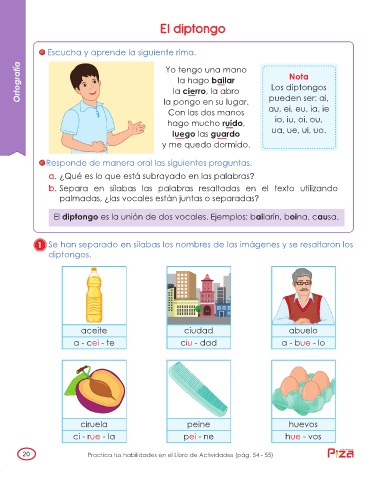 El diptongo
Ortografía
Escucha y aprende la siguiente rima.
Yo tengo una mano
la hago bailar
la cierro, la abro
la pongo en su lugar.
Con las dos manos
hago mucho ruido,
luego las guardo
y me quedo dormido.
Nota
Los diptongos
pueden ser: ai,
au, ei, eu, ia, ie
io, iu, oi, ou,
ua, ue, ui, uo.
Responde de manera oral las siguientes preguntas.
a. ¿Qué es lo que está subrayado en las palabras?
b. Separa en sílabas las palabras resaltadas en el texto utilizando
palmadas, ¿las vocales están juntas o separadas?
El diptongo es la unión de dos vocales. Ejemplos: bailarín, boina, causa.
1 Se han separado en sílabas los nombres de las imágenes y se resaltaron los
diptongos.
aceite ciudad abuelo
a - cei - te ciu - dad a - bue - lo
ciruela peine huevos
ci - rue - la pei - ne hue - vos
20 Practica tus habilidades en el Libro de Actividades (pág. 54 - 55)